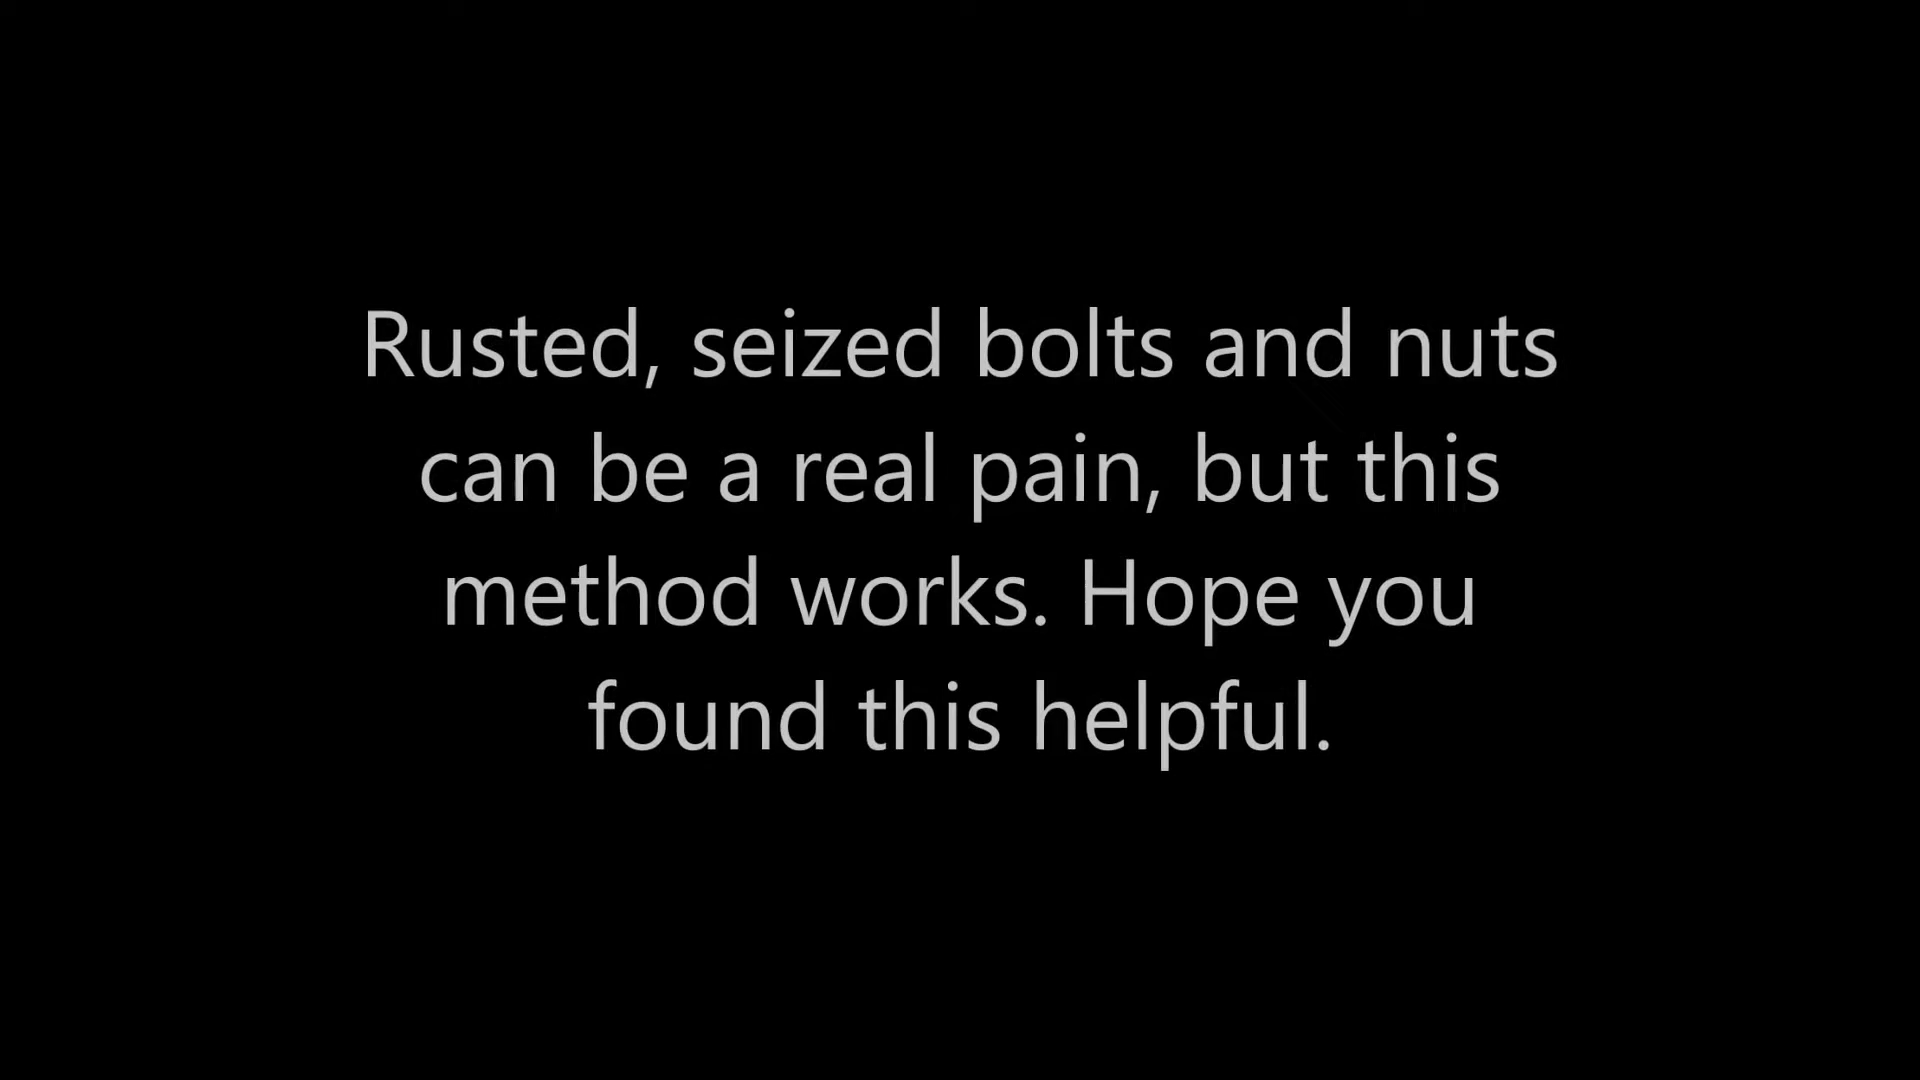 Rusted, seized bolts and nuts
can be a real pain, but this
method works. Hope you
found this helpful.